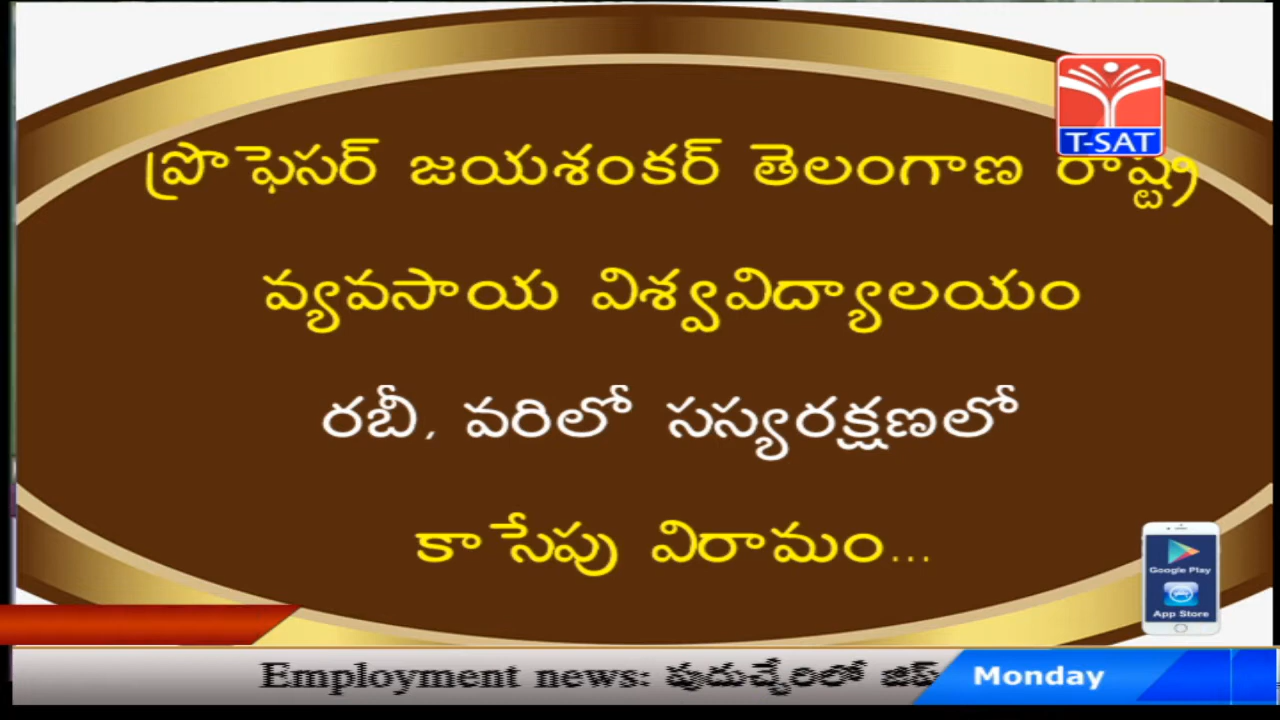 T-SAT
ప్రొఫెసర్ జయశంకర్ తెలంగాణ రాష్ట్ర
వ్యవసాయ విశ్వవిద్యాలయం
రబీ, వరిలో సస్యరక్షణలో
కాసేపు విరామం...
Google Play
App Store
Employment news: పుదుచ్చేరిలో
Monday